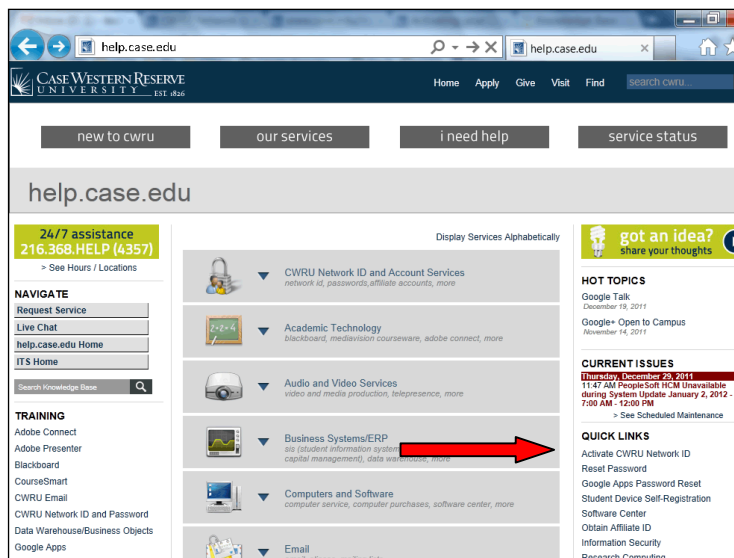 help.case.edu
help.case.edu
CASE WESTERN RESERVE
UNIVERSITY EST. 1826
Home Apply Give Visit Find search cwru...
new to cwru our services i need help service status
help.case.edu
24/7 assistance
216.368.HELP (4357)
> See Hours / Locations
NAVIGATE
Request Service
Live Chat
help.case.edu Home
ITS Home
Search Knowledge Base
TRAINING
Adobe Connect
Adobe Presenter
Blackboard
CourseSmart
CWRU Email
CWRU Network ID and Password
Data Warehouse/Business Objects
Google Apps
Display Services Alphabetically
CWRU Network ID and Account Services
network id, passwords,affiliate accounts, more
2+2=4
Academic Technology
blackboard, mediavision courseware, adobe connect, more
Audio and Video Services
video and media production, telepresence, more
Business Systems/ERP
sis (student information system
capital management), data warehouse, more
Computers and Software
computer service, computer purchases, software center, more
Email
got an idea?
share your thoughts
HOT TOPICS
Google Talk
December 19, 2011
Google+ Open to Campus
November 14, 2011
CURRENT ISSUES
Thursday, December 29, 2011
11:47 AM PeopleSoft HCM Unavailable
during System Update January 2, 2012 -
7:00 AM - 12:00 PM
> See Scheduled Maintenance
QUICK LINKS
Activate CWRU Network ID
Reset Password
Google Apps Password Reset
Student Device Self-Registration
Software Center
Obtain Affiliate ID
Information Security
Research Computing